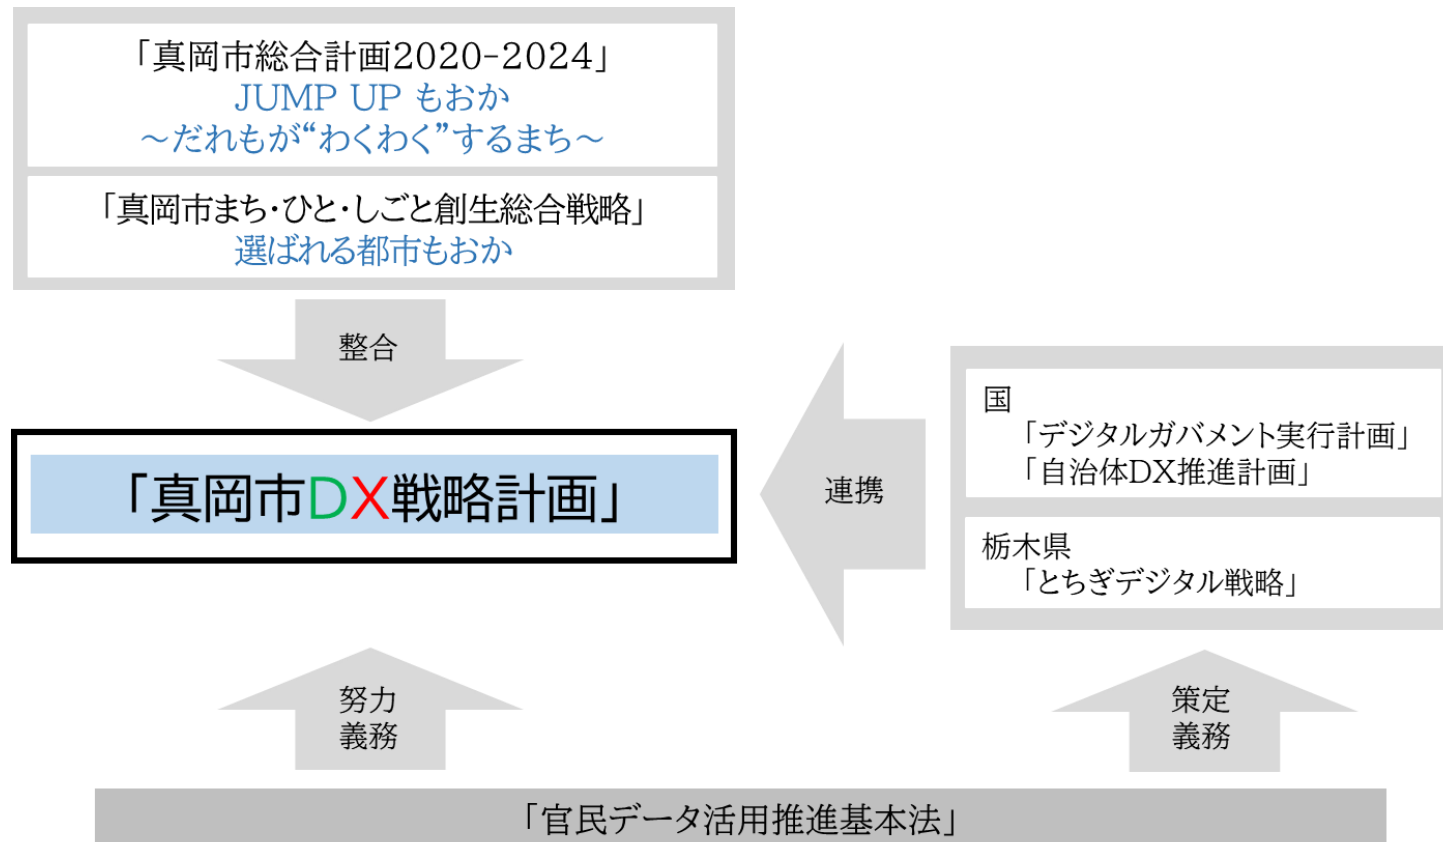 「真岡市総合計画2020-2024」
JUMP UP もおか
～だれもが“わくわく”するまち～
「真岡市まち・ひと・しごと創生総合戦略」
選ばれる都市もおか
整合
「真岡市DX戦略計画」
連携
国
「デジタルガバメント実行計画」
「自治体DX推進計画」
栃木県
「とちぎデジタル戦略」
努力
義務
策定
義務
「官民データ活用推進基本法」